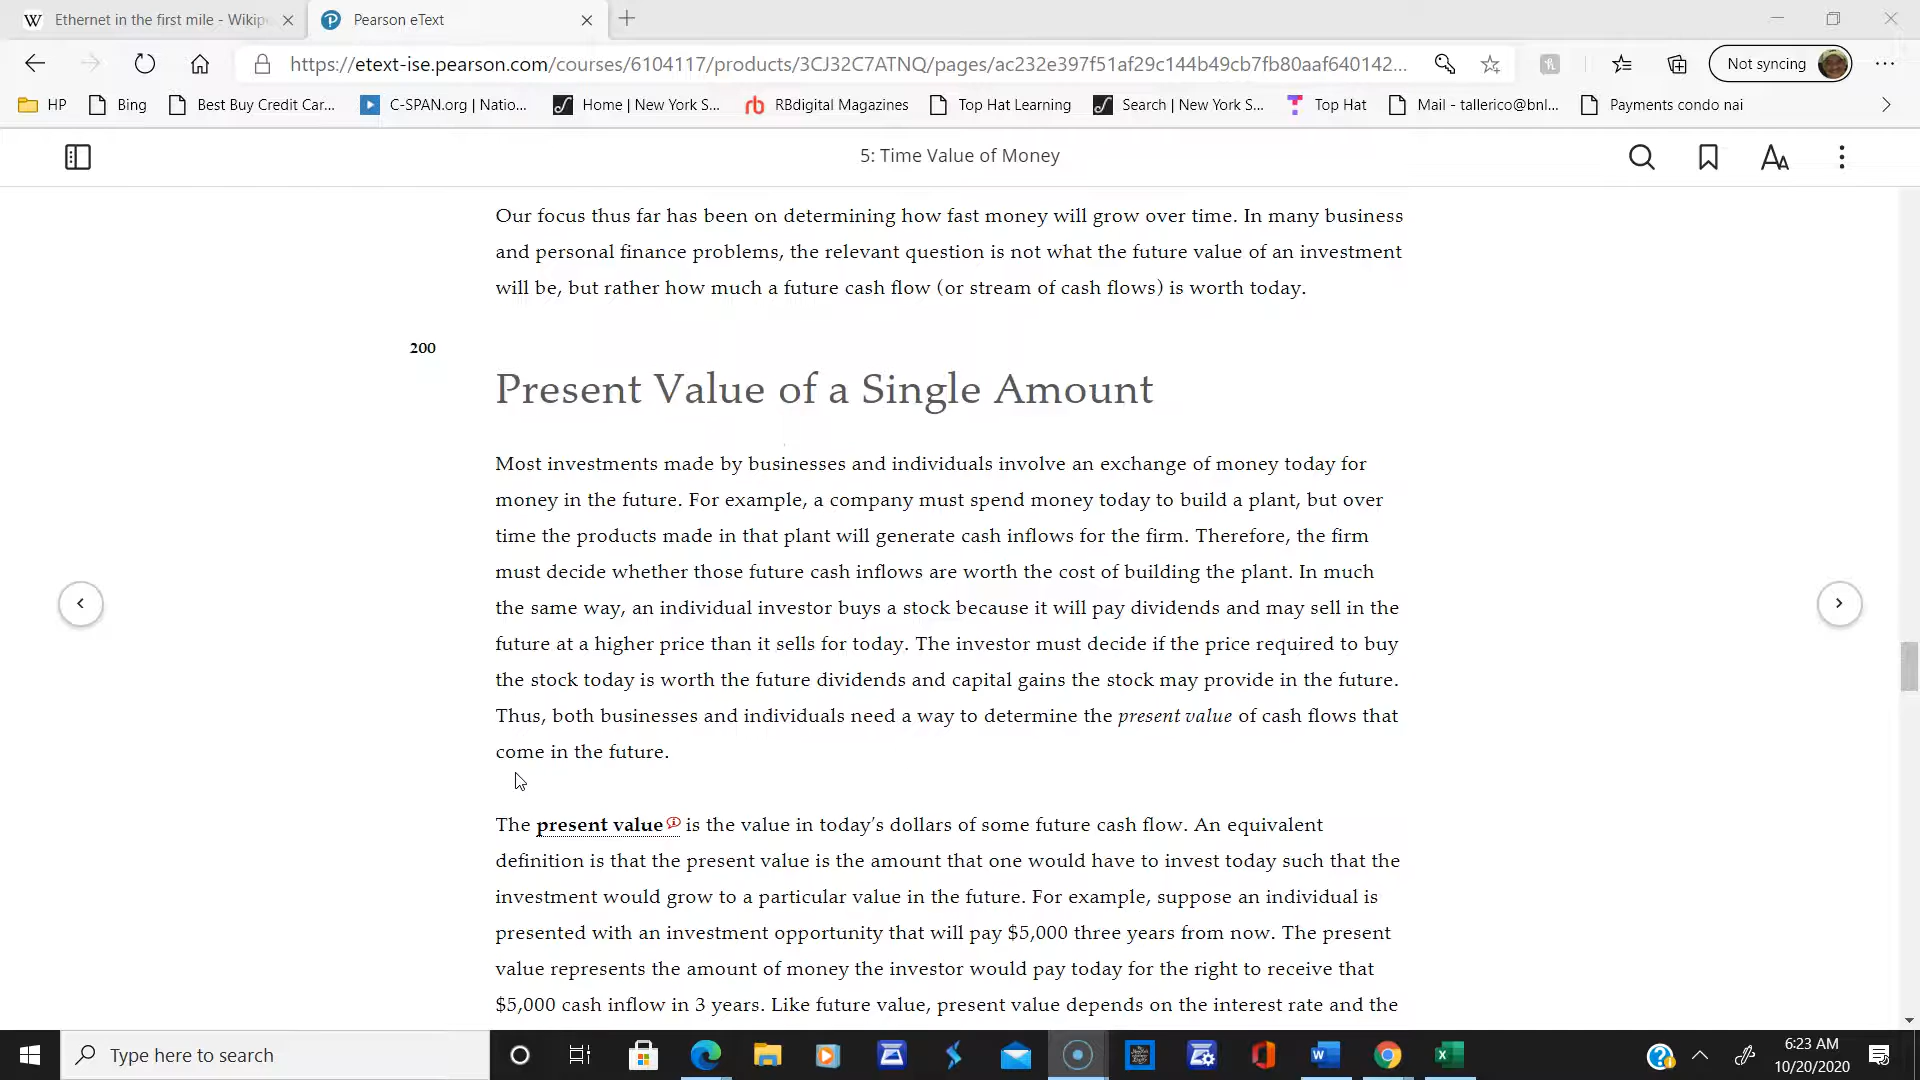 Ethernet in the first mile - Wikipe
Pearson eText
https://etext-ise.pearson.com/courses/6104117/products/3CJ32C7ATNQ/pages/ac232e397f51af29c144b49cb7fb80aaf640142...
Not syncing
HP
Bing
Best Buy Credit Car...
C-SPAN.org | Natio...
Home | New York S...
RBdigital Magazines
Top Hat Learning
Search | New York S...
Top Hat
Mail - tallerico@bnl...
Payments condo nai
5: Time Value of Money
Our focus thus far has been on determining how fast money will grow over time. In many business
and personal finance problems, the relevant question is not what the future value of an investment
will be, but rather how much a future cash flow (or stream of cash flows) is worth today.
200
Present Value of a Single Amount
Most investments made by businesses and individuals involve an exchange of money today for
money in the future. For example, a company must spend money today to build a plant, but over
time the products made in that plant will generate cash inflows for the firm. Therefore, the firm
must decide whether those future cash inflows are worth the cost of building the plant. In much
the same way, an individual investor buys a stock because it will pay dividends and may sell in the
future at a higher price than it sells for today. The investor must decide if the price required to buy
the stock today is worth the future dividends and capital gains the stock may provide in the future.
Thus, both businesses and individuals need a way to determine the present value of cash flows that
come in the future.
The present value is the value in today's dollars of some future cash flow. An equivalent
definition is that the present value is the amount that one would have to invest today such that the
investment would grow to a particular value in the future. For example, suppose an individual is
presented with an investment opportunity that will pay $5,000 three years from now. The present
value represents the amount of money the investor would pay today for the right to receive that
$5,000 cash inflow in 3 years. Like future value, present value depends on the interest rate and the
Type here to search
6:23 AM
10/20/2020